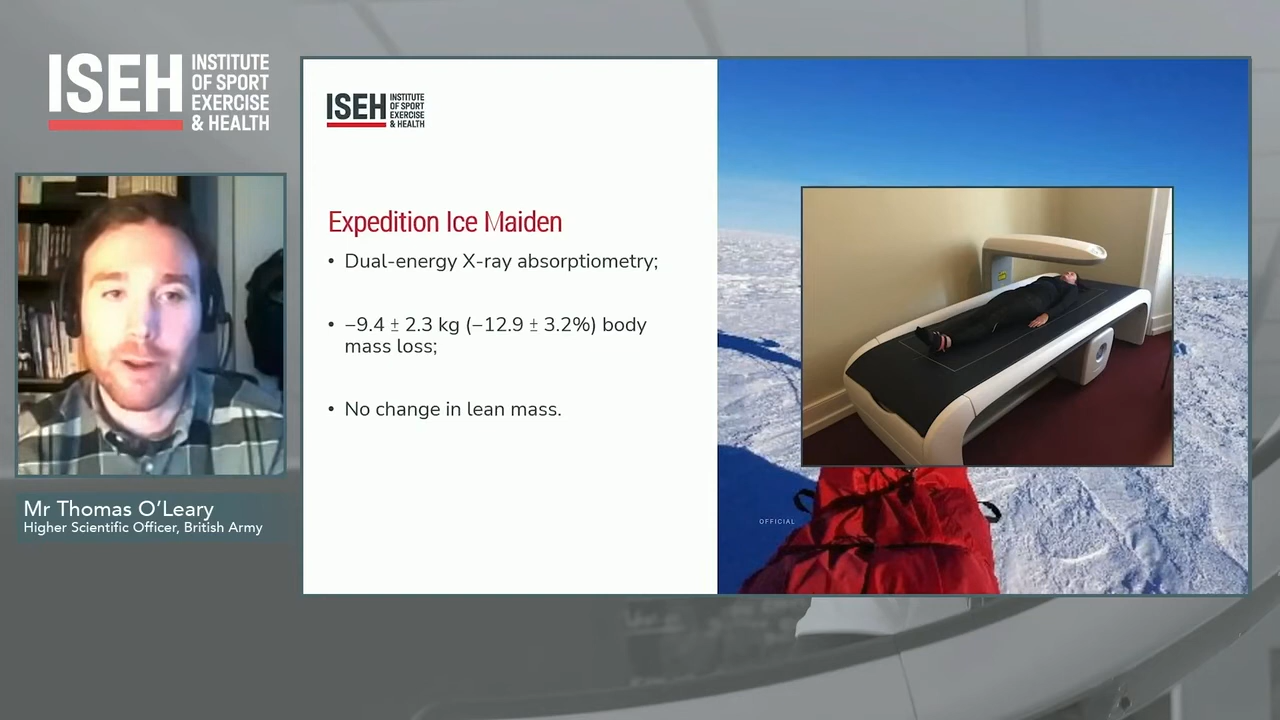 ISEH INSTITUTE
OF SPORT
EXERCISE
& HEALTH
Mr Thomas O’Leary
Higher Scientific Officer, British Army
ISEH INSTITUTE
OF SPORT
EXERCISE
& HEALTH
Expedition Ice Maiden
• Dual-energy X-ray absorptiometry;
• −9.4 ± 2.3 kg (−12.9 ± 3.2%) body
mass loss;
• No change in lean mass.
OFFICIAL